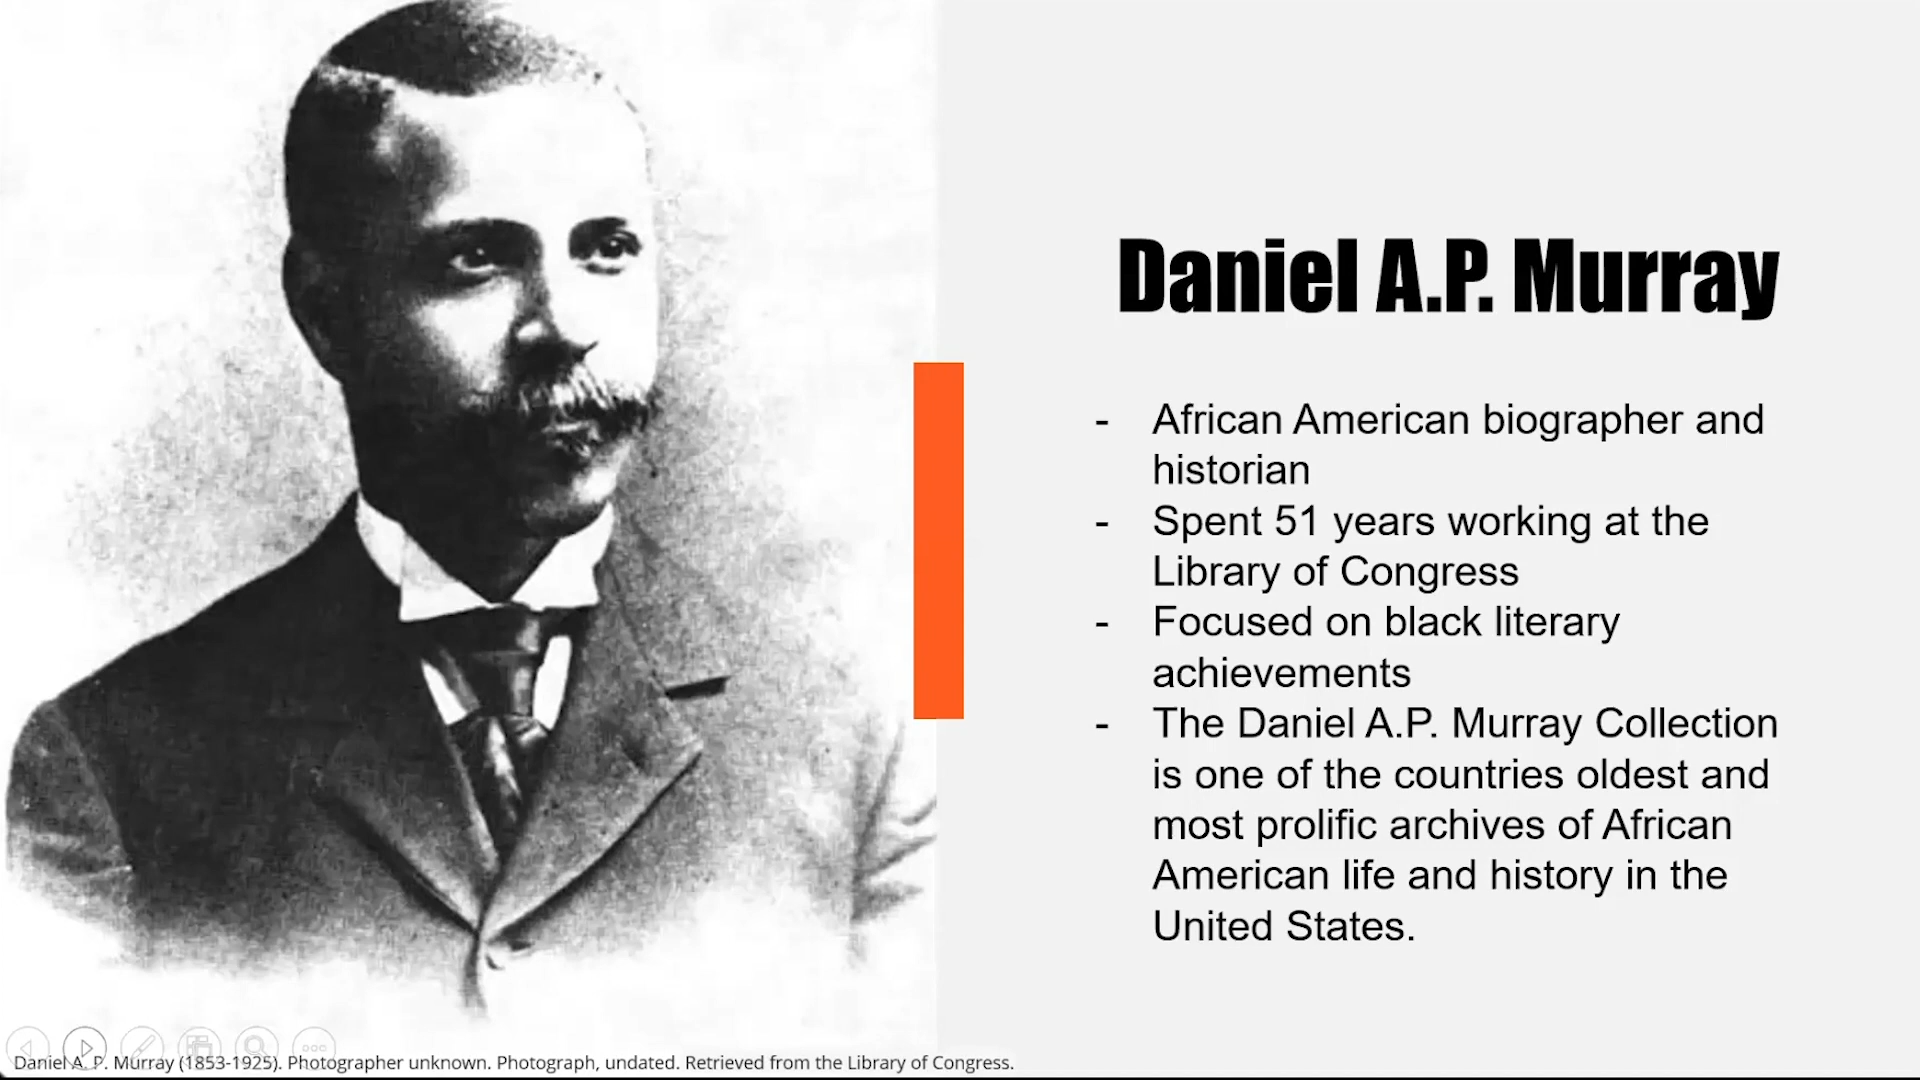 Daniel A.P. Murray
- African American biographer and
historian
- Spent 51 years working at the
Library of Congress
- Focused on black literary
achievements
- The Daniel A.P. Murray Collection
is one of the countries oldest and
most prolific archives of African
American life and history in the
United States.
Daniel A. P. Murray (1853-1925). Photographer unknown. Photograph, undated. Retrieved from the Library of Congress.